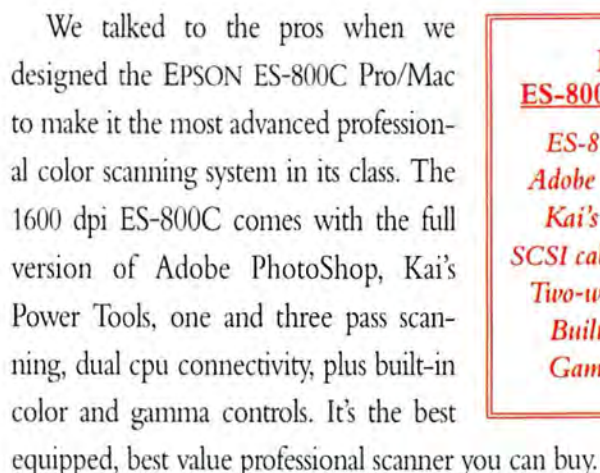 We talked to the pros when we
designed the EPSON ES-800C Pro/Mac
to make it the most advanced profession-
al color scanning system in its class. The
1600 dpi ES-800C comes with the full
version of Adobe PhotoShop, Kai's
Power Tools, one and three pass scan-
ning, dual cpu connectivity, plus built-in
color and gamma controls. It's the best
equipped, best value professional scanner you can buy.
ES-800
ES-8
Adobe
Kai's
SCSI cal
Two-w
Buil
Gam